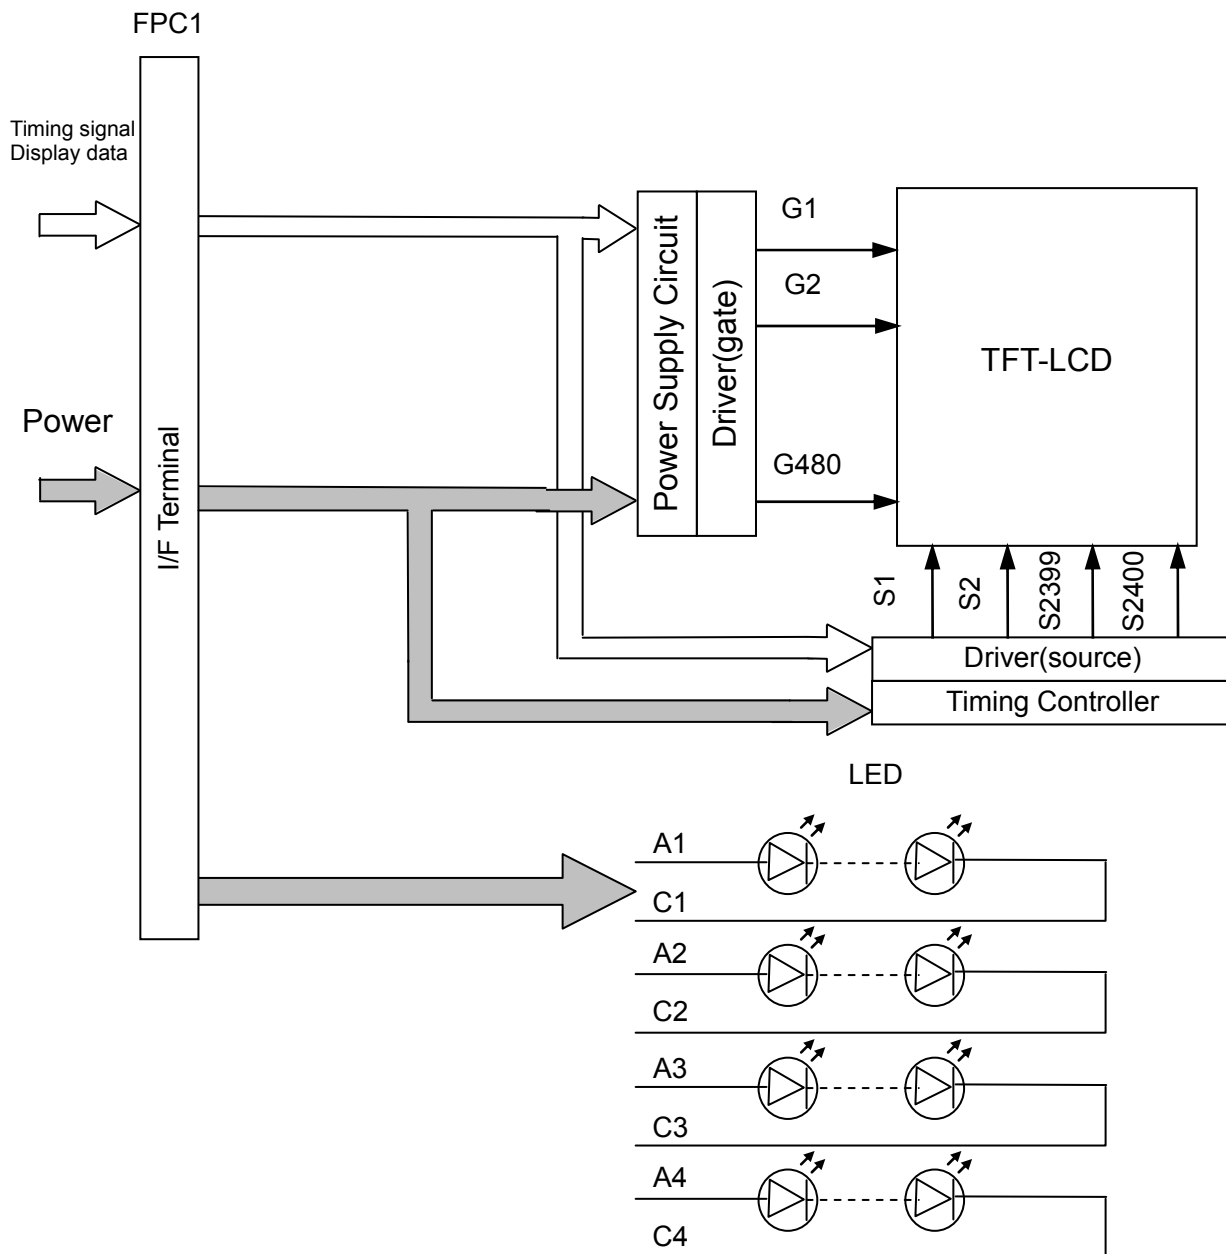 FPC1
Timing signal
Display data
Power
I/F Terminal
Power Supply Circuit
Driver(gate)
G1
G2
G480
TFT-LCD
S1
S2
S2399
S2400
Driver(source)
Timing Controller
LED
A1
C1
A2
C2
A3
C3
A4
C4